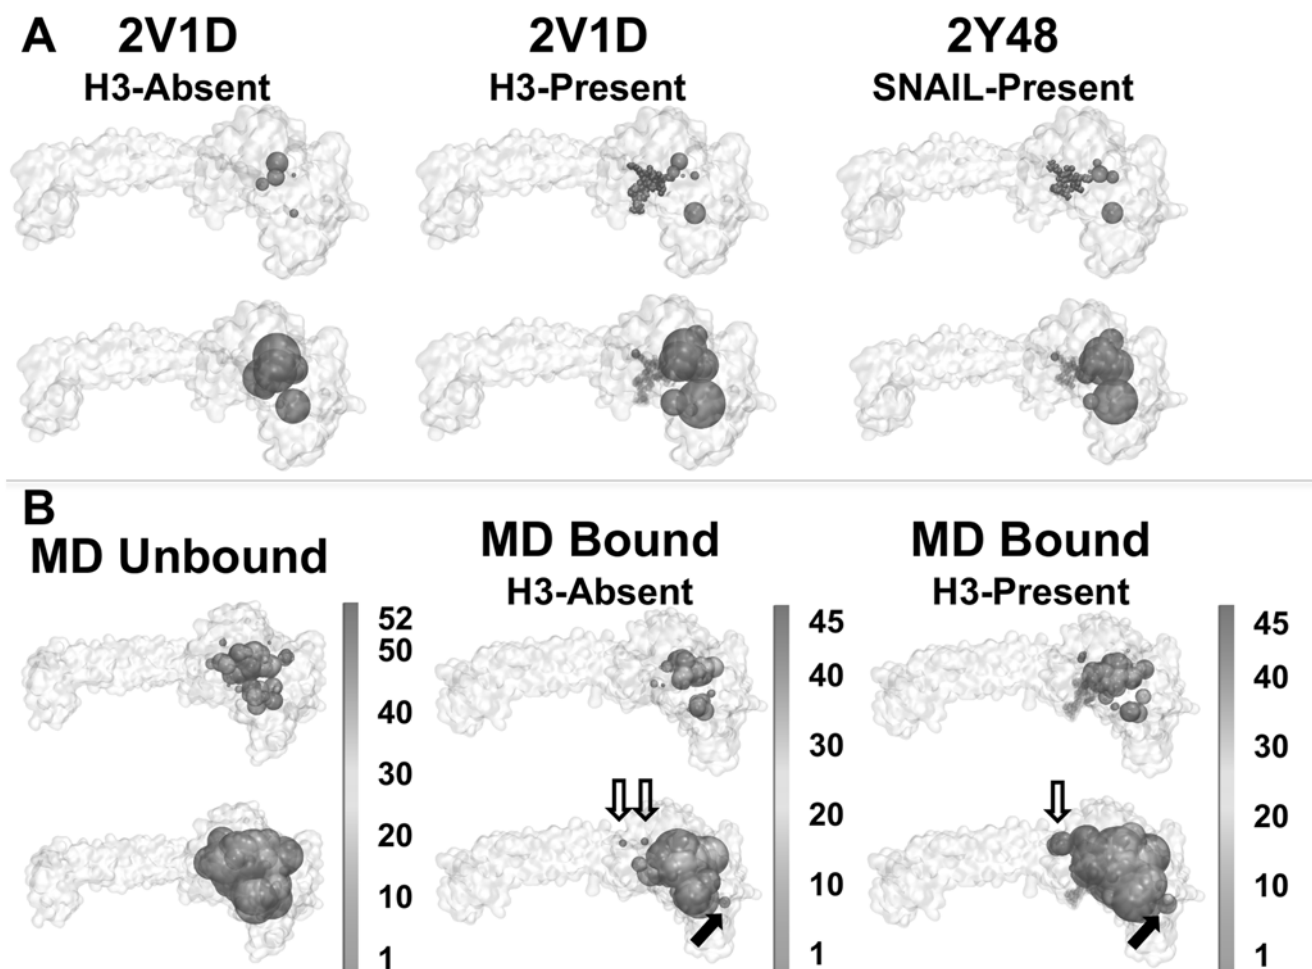 A
2V1D
H3-Absent
2V1D
H3-Present
2Y48
SNAIL-Present
B
MD Unbound
MD Bound
H3-Absent
MD Bound
H3-Present
52
50
40
30
20
10
1
45
40
30
20
10
1
45
40
30
20
10
1